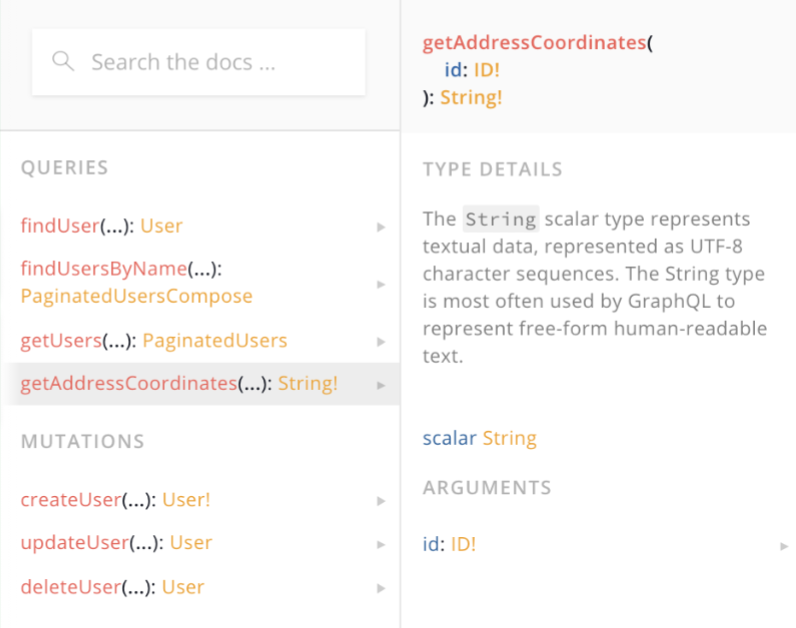 Search the docs ...
QUERIES
findUser(...): User
findUsersByName(...):
PaginatedUsersCompose
getUsers(...): PaginatedUsers
getAddressCoordinates(...): String!
MUTATIONS
createUser(...): User!
updateUser(...): User
deleteUser(...): User
getAddressCoordinates(
id: ID!
): String!
TYPE DETAILS
The String scalar type represents
textual data, represented as UTF-8
character sequences. The String type
is most often used by GraphQL to
represent free-form human-readable
text.
scalar String
ARGUMENTS
id: ID!